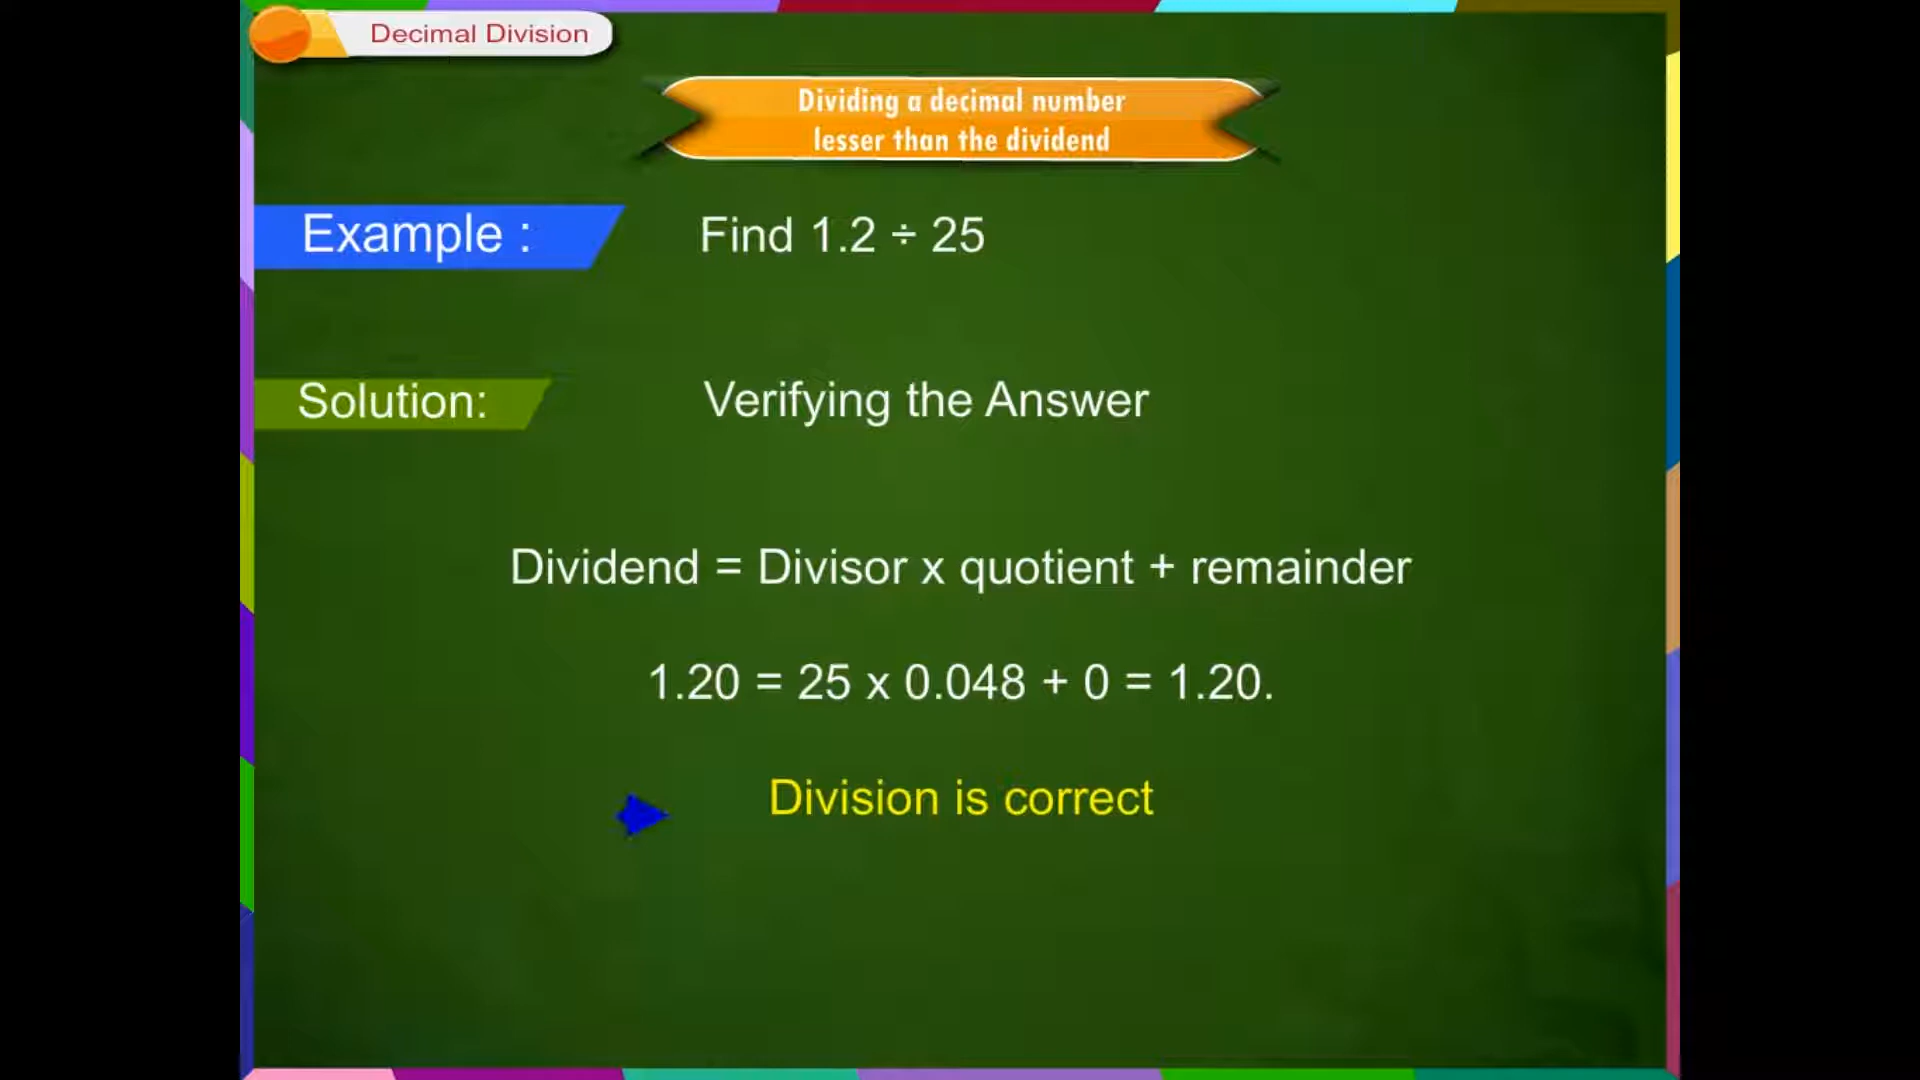 Decimal Division
Dividing a decimal number
lesser than the dividend
Example :
Find 1.2 ÷ 25
Solution:
Verifying the Answer
Dividend = Divisor x quotient + remainder
1.20 = 25 x 0.048 + 0 = 1.20.
Division is correct